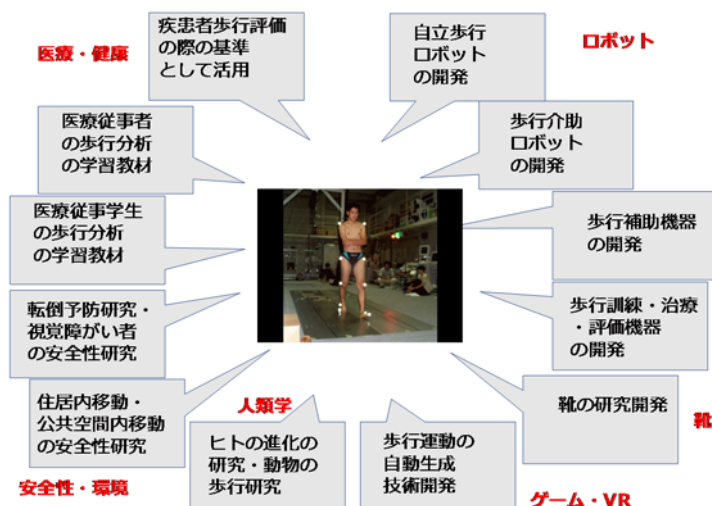 医療・健康
疾患者歩行評価
の際の基準
として活用
自立歩行
ロボット
の開発
ロボット
医療従事者
の歩行分析
の学習教材
歩行介助
ロボット
の開発
医療従事学生
の歩行分析
の学習教材
歩行補助機器
の開発
転倒予防研究・
視覚障がい者
の安全性研究
歩行訓練・治療
・評価機器
の開発
住居内移動・
公共空間内移動
の安全性研究
人類学
ヒトの進化の
研究・動物の
歩行研究
歩行運動の
自動生成
技術開発
靴の研究開発
靴
安全性・環境
ゲーム・VR